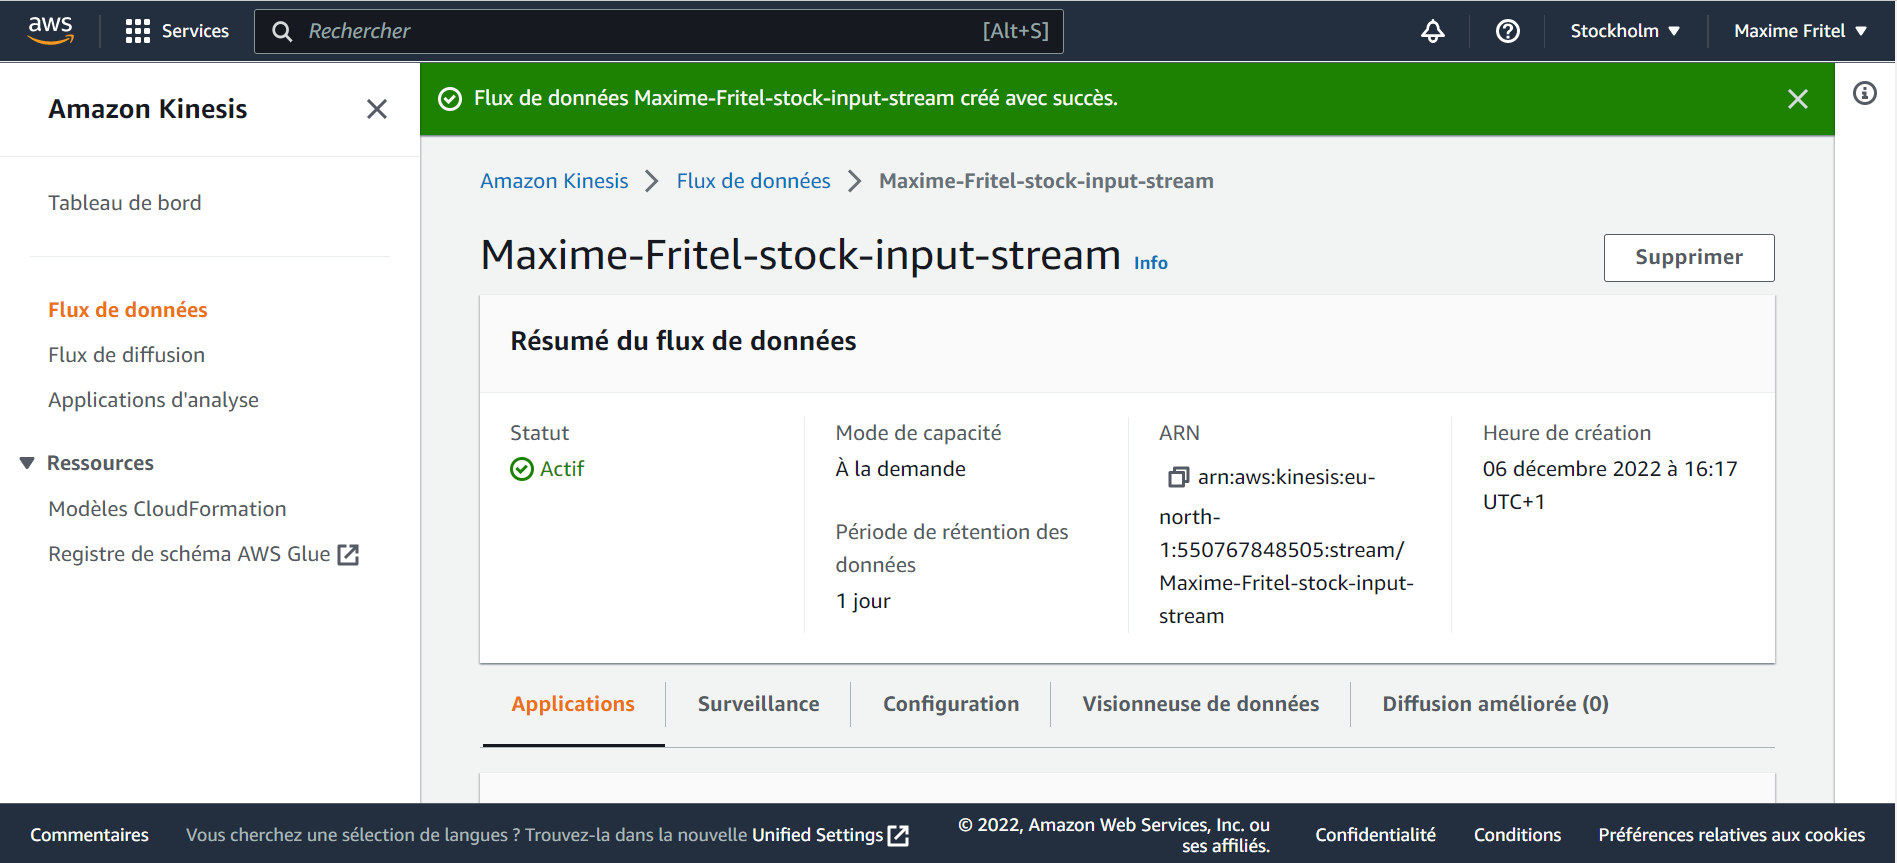 aws
Services
Rechercher
[Alt+S]
Stockholm
Maxime Fritel
Amazon Kinesis
Tableau de bord
Flux de données
Flux de diffusion
Applications d'analyse
Ressources
Modèles CloudFormation
Registre de schéma AWS Glue
Flux de données Maxime-Fritel-stock-input-stream créé avec succès.
Amazon Kinesis
Flux de données
Maxime-Fritel-stock-input-stream
Maxime-Fritel-stock-input-stream Info
Supprimer
Résumé du flux de données
Statut
Actif
Mode de capacité
À la demande
Période de rétention des
données
1 jour
ARN
arn:aws:kinesis:eu-
north-
1:550767848505:stream/
Maxime-Fritel-stock-input-
stream
Heure de création
06 décembre 2022 à 16:17
UTC+1
Applications
Surveillance
Configuration
Visionneuse de données
Diffusion améliorée (0)
Commentaires
Vous cherchez une sélection de langues ? Trouvez-la dans la nouvelle Unified Settings
© 2022, Amazon Web Services, Inc. ou
ses affiliés.
Confidentialité
Conditions
Préférences relatives aux cookies